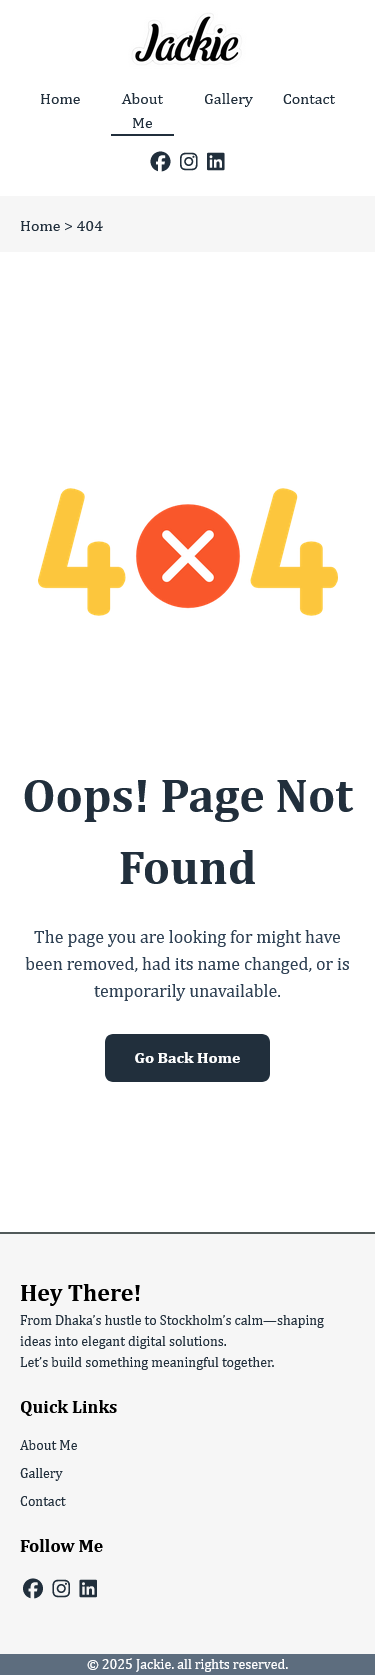 Jackie
Home About Gallery Contact
Me
Home > 404
404
Oops! Page Not
Found
The page you are looking for might have
been removed, had its name changed, or is
temporarily unavailable.
Go Back Home
Hey There!
From Dhaka’s hustle to Stockholm’s calm—shaping
ideas into elegant digital solutions.
Let’s build something meaningful together.
Quick Links
About Me
Gallery
Contact
Follow Me
© 2025 Jackie. all rights reserved.